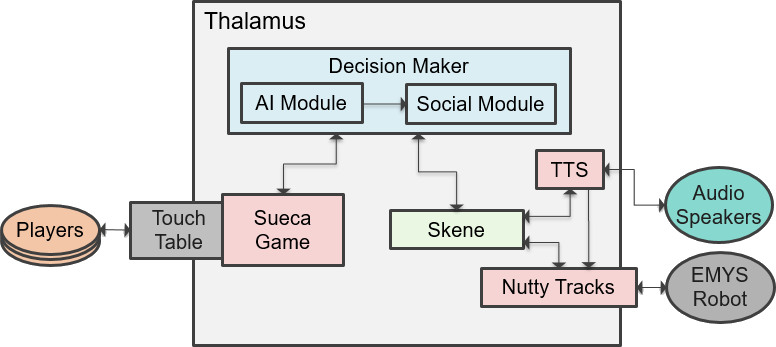 Thalamus
Decision Maker
AI Module
Social Module
TTS
Audio
Speakers
Players
Touch
Table
Sueca
Game
Skene
Nutty Tracks
EMYS
Robot